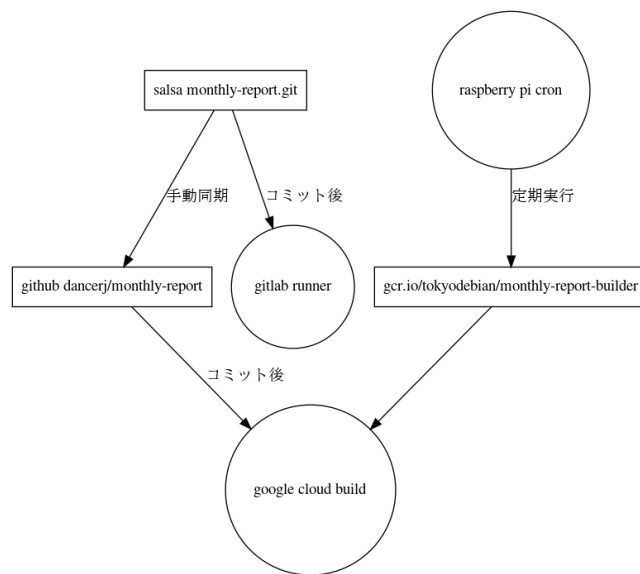 salsa monthly-report.git
raspberry pi cron
手動同期
コミット後
定期実行
github dancerj/monthly-report
gitlab runner
gcr.io/tokyodebian/monthly-report-builder
コミット後
google cloud build